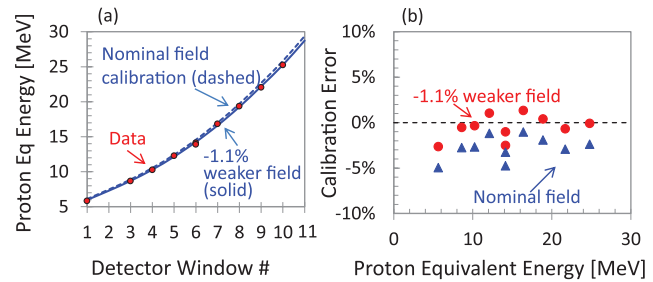 (a)
Proton Eq Energy [MeV]
35
30
25
20
15
10
5
Nominal field
calibration (dashed)
Data
-1.1%
weaker field
(solid)
1 2 3 4 5 6 7 8 9 10 11
Detector Window #
(b)
Calibration Error
10%
5%
0%
-5%
-10%
-1.1% weaker field
Nominal field
0 10 20 30
Proton Equivalent Energy [MeV]